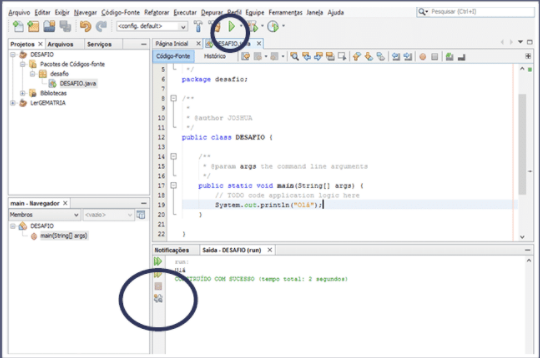 Arquivo Editar Exibir Navegar Código-Fonte Refatorar Executar Depurar Perfil Equipe Ferramentas Janela Ajuda
Pesquisar (Ctrl+I)
<config. default>
Projetos Arquivos Serviços
DESAFIO
Pacotes de Códigos-fonte
desafio
DESAFIO.java
Bibliotecas
LerGEMATRIA
Página Inicial DESAFIO.java
Código-Fonte Histórico
5 */
6 package desafio;
7
8 /**
9 *
10 * @author JOSHUA
11 */
12 public class DESAFIO {
13
14 /**
15 * @param args the command line arguments
16 */
17 public static void main(String[] args) {
18 // TODO code application logic here
19 System.out.println("Olá");
20 }
21
22 }
main - Navegador
Membros <vazio>
DESAFIO
main(String[] args)
Notificações Saída - DESAFIO (run)
run:
Olá
CONSTRUÍDO COM SUCESSO (tempo total: 2 segundos)